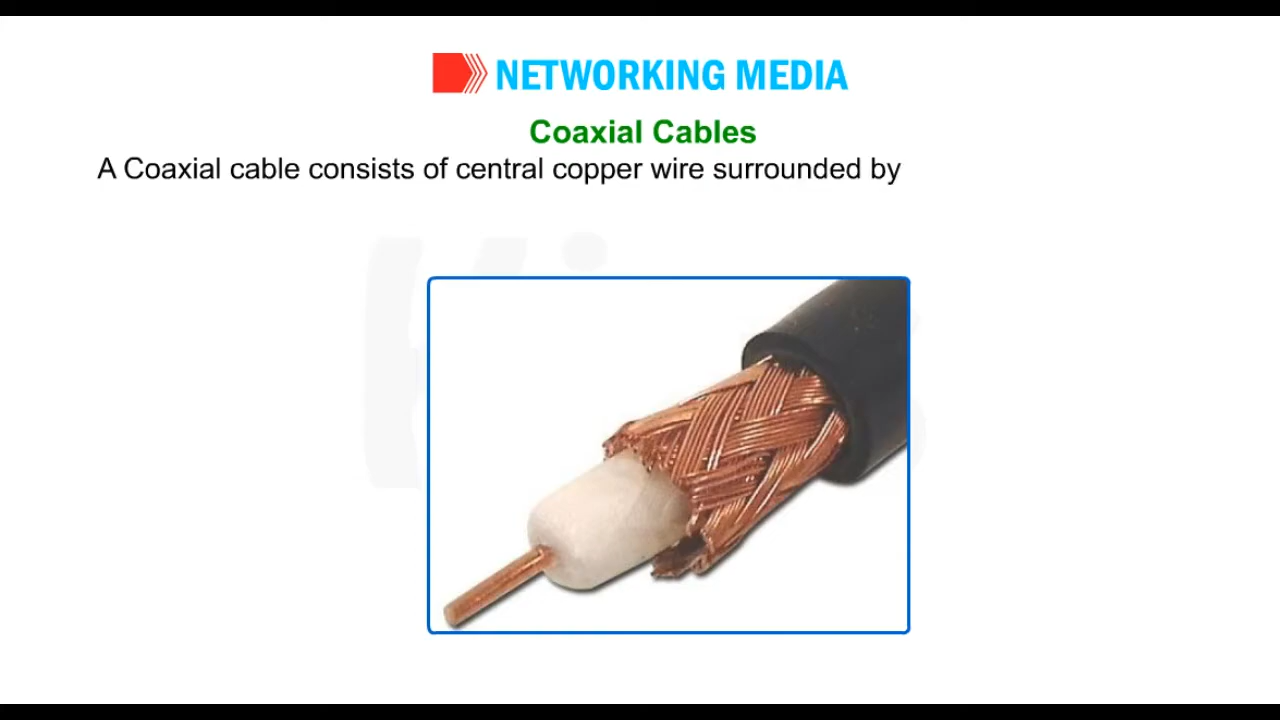 NETWORKING MEDIA
Coaxial Cables
A Coaxial cable consists of central copper wire surrounded by